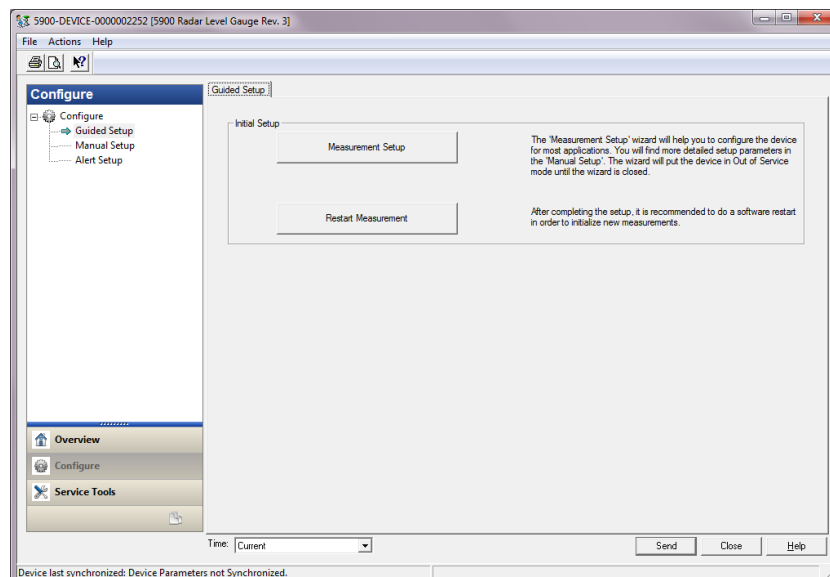 5900-DEVICE-0000002252 [5900 Radar Level Gauge Rev. 3]
File Actions Help
Configure
Configure
Guided Setup
Manual Setup
Alert Setup
Overview
Configure
Service Tools
Guided Setup
Initial Setup
Measurement Setup
The 'Measurement Setup' wizard will help you to configure the device
for most applications. You will find more detailed setup parameters in
the 'Manual Setup'. The wizard will put the device in Out of Service
mode until the wizard is closed.
Restart Measurement
After completing the setup, it is recommended to do a software restart
in order to initialize new measurements.
Time: Current
Send Close Help
Device last synchronized: Device Parameters not Synchronized.